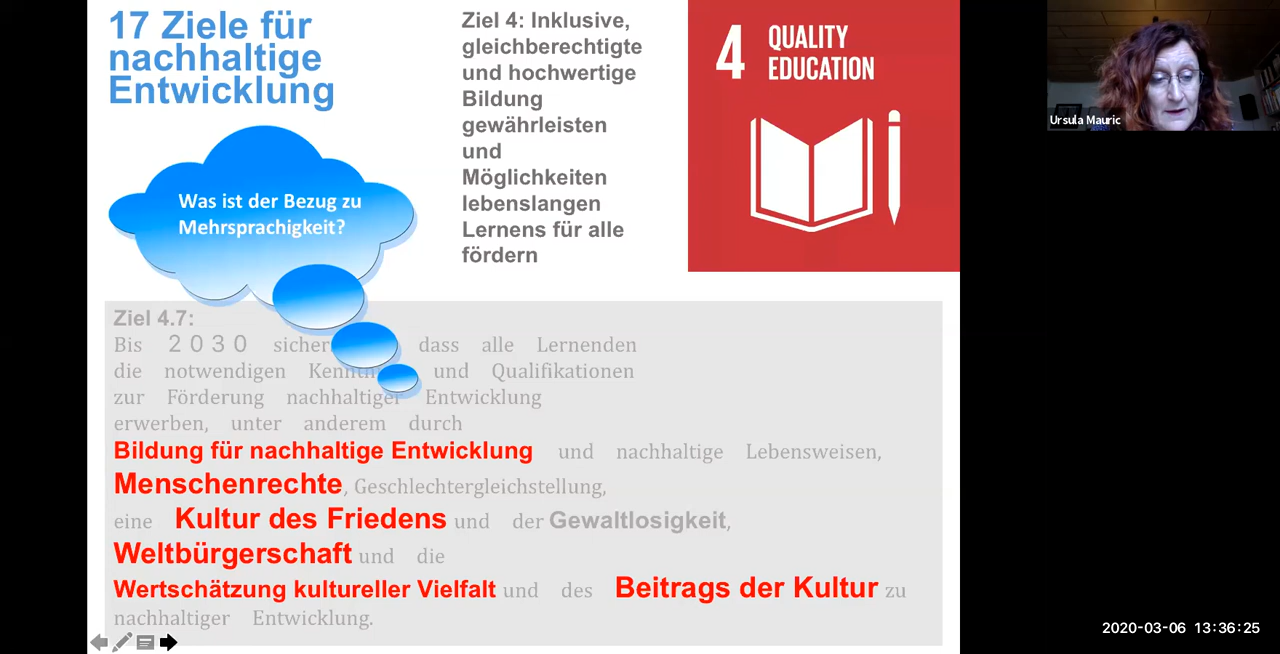 17 Ziele für
nachhaltige
Entwicklung
Ziel 4: Inklusive,
gleichberechtigte
und hochwertige
Bildung
gewährleisten
und
Möglichkeiten
lebenslangen
Lernens für alle
fördern
4 QUALITY
EDUCATION
Ursula Mauric
Was ist der Bezug zu
Mehrsprachigkeit?
Ziel 4.7:
Bis 2030 dass alle Lernenden
die notwendigen und Qualifikationen
zur Förderung nachhaltiger Entwicklung
erwerben, unter anderem durch
Bildung für nachhaltige Entwicklung und nachhaltige Lebensweisen,
Menschenrechte, Geschlechtergleichstellung,
eine Kultur des Friedens und der Gewaltlosigkeit,
Weltbürgerschaft und die
Wertschätzung kultureller Vielfalt und des Beitrags der Kultur zu
nachhaltiger Entwicklung.
2020-03-06 13:36:25